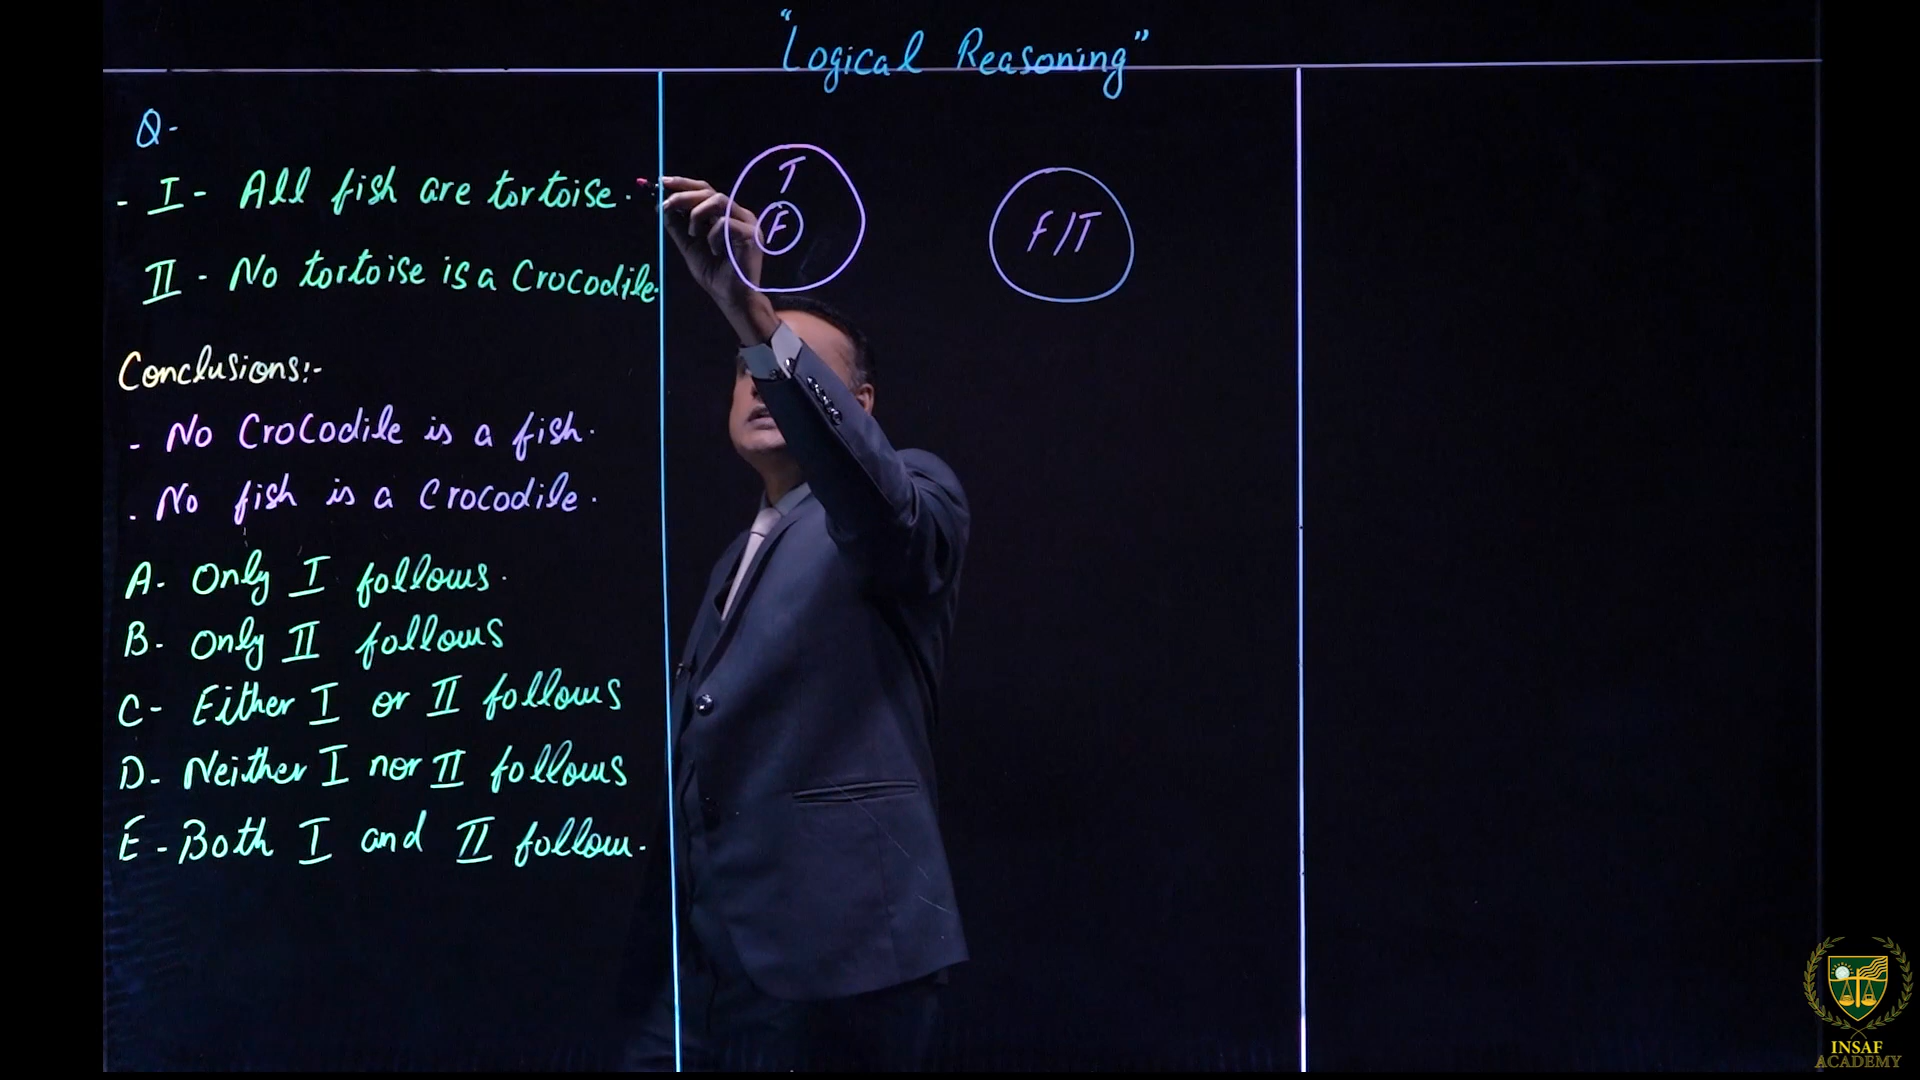 "Logical Reasoning"
Q-
- I - All fish are tortoise.
II - No tortoise is a Crocodile.
Conclusions:-
- No Crocodile is a fish.
. No fish is a Crocodile.
A- Only I follows.
B- Only II follows
C- Either I or II follows
D- Neither I nor II follows
E- Both I and II follow.
T
F
F/T
INSAF
ACADEMY